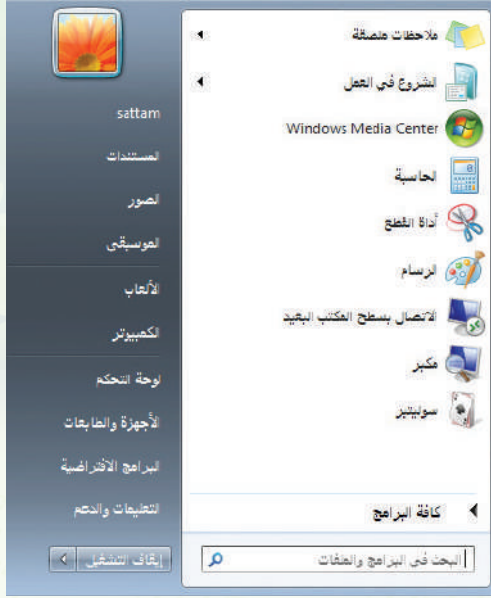 ملاحظات ملصقة
الشروع في العمل
Windows Media Center
الحاسبة
أداة القطع
الرسام
الاتصال بسطح المكتب البعيد
مكبر
سوليتير
كافة البرامج
البحث في البرامج والملفات
sattam
المستندات
الصور
الموسيقى
الألعاب
الكمبيوتر
لوحة التحكم
الأجهزة والطابعات
البرامج الافتراضية
التعليمات والدعم
إيقاف التشغيل